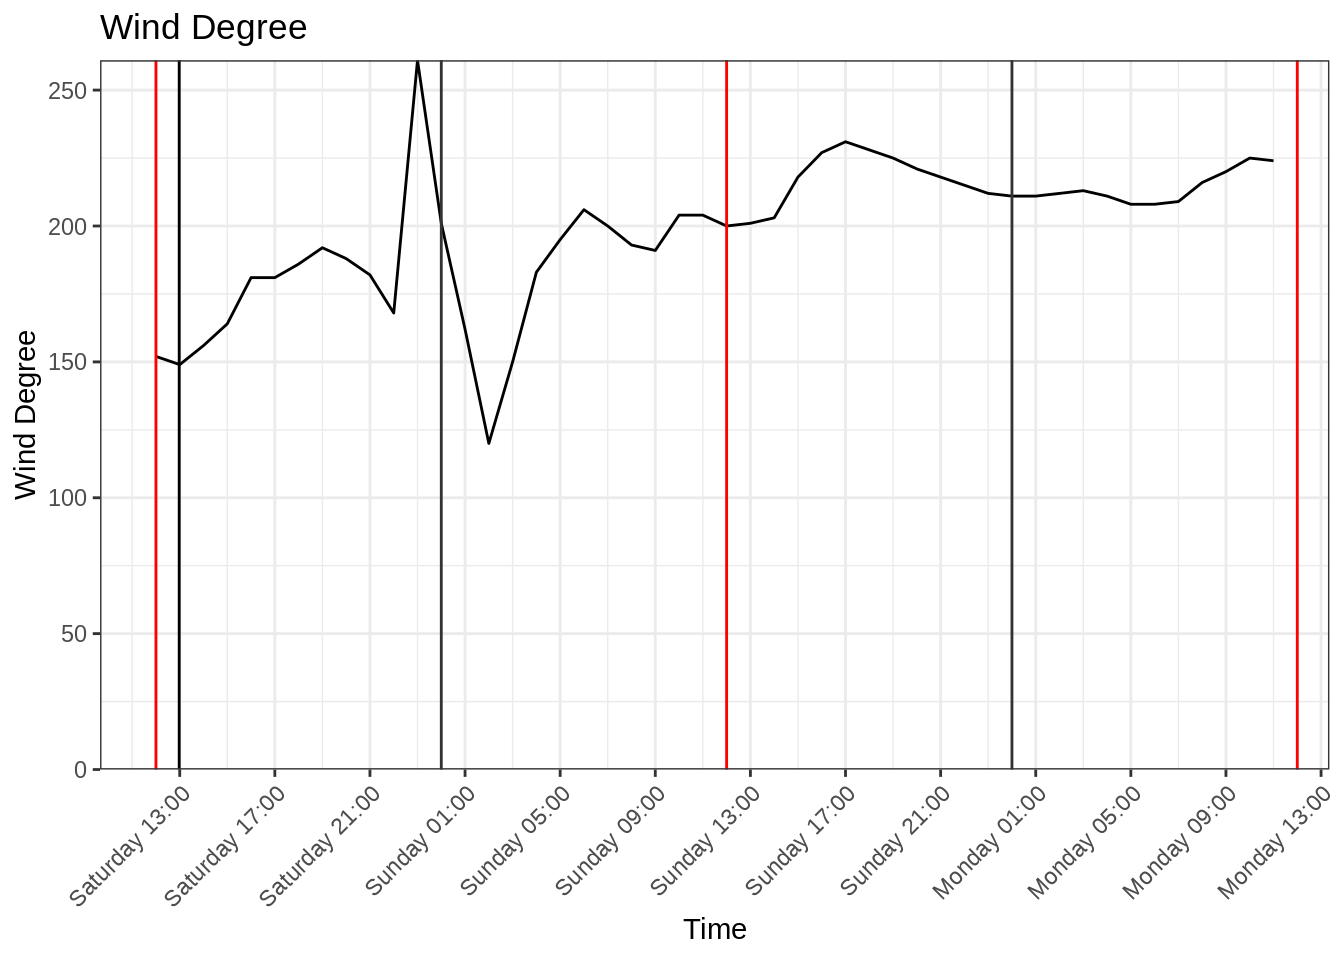 Wind Degree
Wind Degree
250
200
150
100
50
0
Saturday 13:00
Saturday 17:00
Saturday 21:00
Sunday 01:00
Sunday 05:00
Sunday 09:00
Sunday 13:00
Sunday 17:00
Sunday 21:00
Monday 01:00
Monday 05:00
Monday 09:00
Monday 13:00
Time